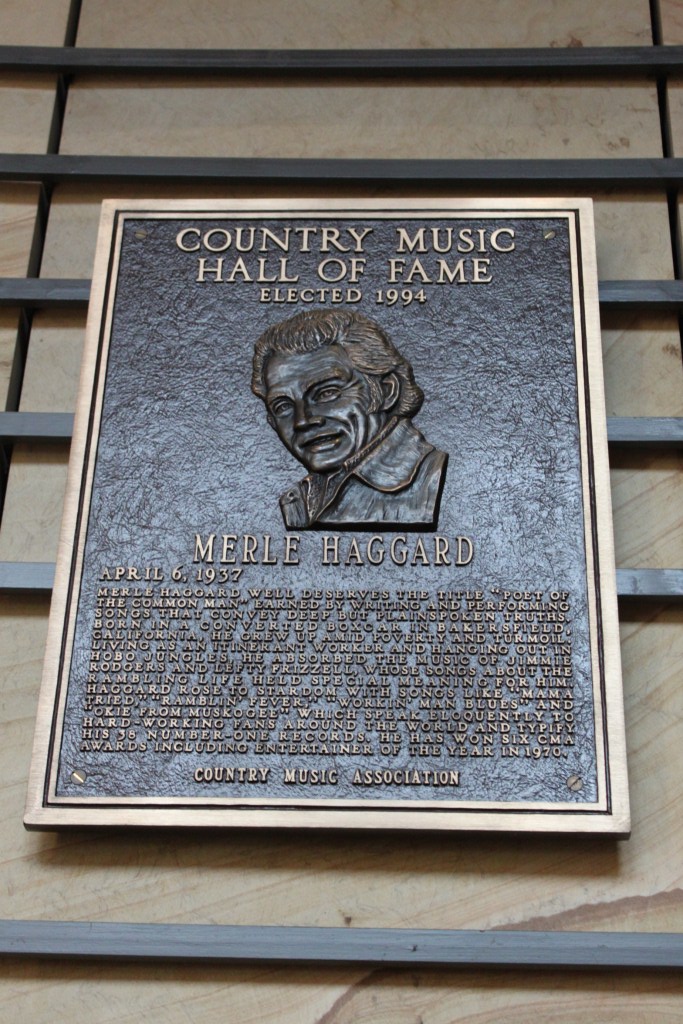 COUNTRY MUSIC
HALL OF FAME
ELECTED 1994
MERLE HAGGARD
APRIL 6, 1937
MERLE HAGGARD WELL DESERVES THE TITLE "POET OF
THE COMMON MAN," EARNED BY WRITING AND PERFORMING
SONGS THAT CONVEY DEEP BUT PLAINSPOKEN TRUTHS.
BORN IN A CONVERTED BOXCAR IN BAKERSFIELD,
CALIFORNIA, HE GREW UP AMID POVERTY AND TURMOIL.
LIVING AS AN ITINERANT WORKER AND HANGING OUT IN
HOBO JUNGLES, HE ABSORBED THE MUSIC OF JIMMIE
RODGERS AND LEFTY FRIZZELL, WHOSE SONGS ABOUT THE
RAMBLING LIFE HELD SPECIAL MEANING FOR HIM.
HAGGARD ROSE TO STARDOM WITH SONGS LIKE "MAMA
TRIED," "RAMBLIN' FEVER," "WORKIN' MAN BLUES" AND
"OKIE FROM MUSKOGEE" WHICH SPEAK ELOQUENTLY TO
HARD-WORKING FANS AROUND THE WORLD AND TYPIFY
HIS 38 NUMBER-ONE RECORDS. HE HAS WON SIX CMA
AWARDS INCLUDING ENTERTAINER OF THE YEAR IN 1970.
COUNTRY MUSIC ASSOCIATION